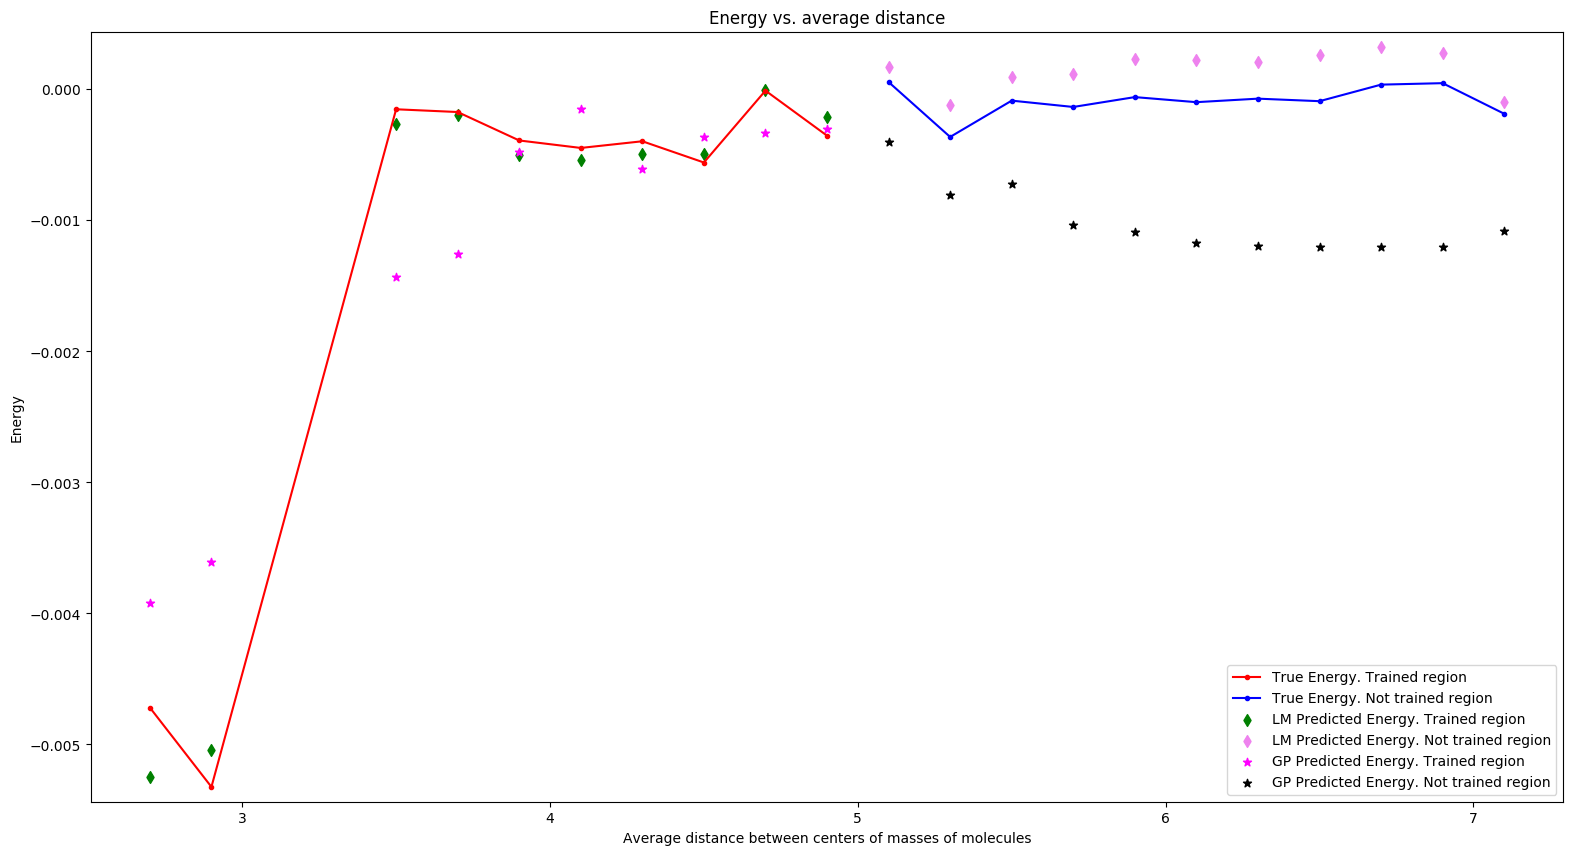 Energy vs. average distance
0.000
−0.001
−0.002
−0.003
−0.004
−0.005
Energy
3
4
5
6
7
Average distance between centers of masses of molecules
True Energy. Trained region
True Energy. Not trained region
LM Predicted Energy. Trained region
LM Predicted Energy. Not trained region
GP Predicted Energy. Trained region
GP Predicted Energy. Not trained region